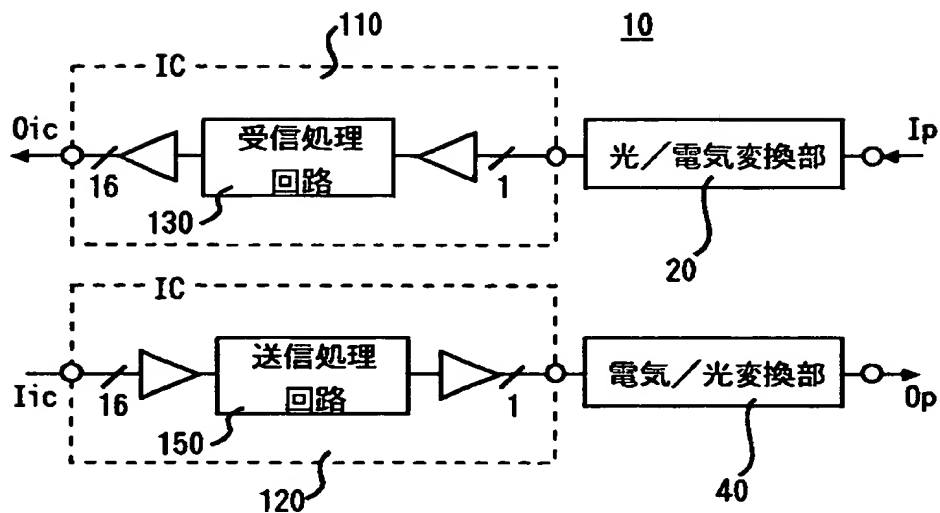 110
10
IC
Oic
16
受信処理
回路
130
1
光/電気変換部
20
Ip
IC
Iic
16
送信処理
回路
150
1
120
電気/光変換部
40
Op